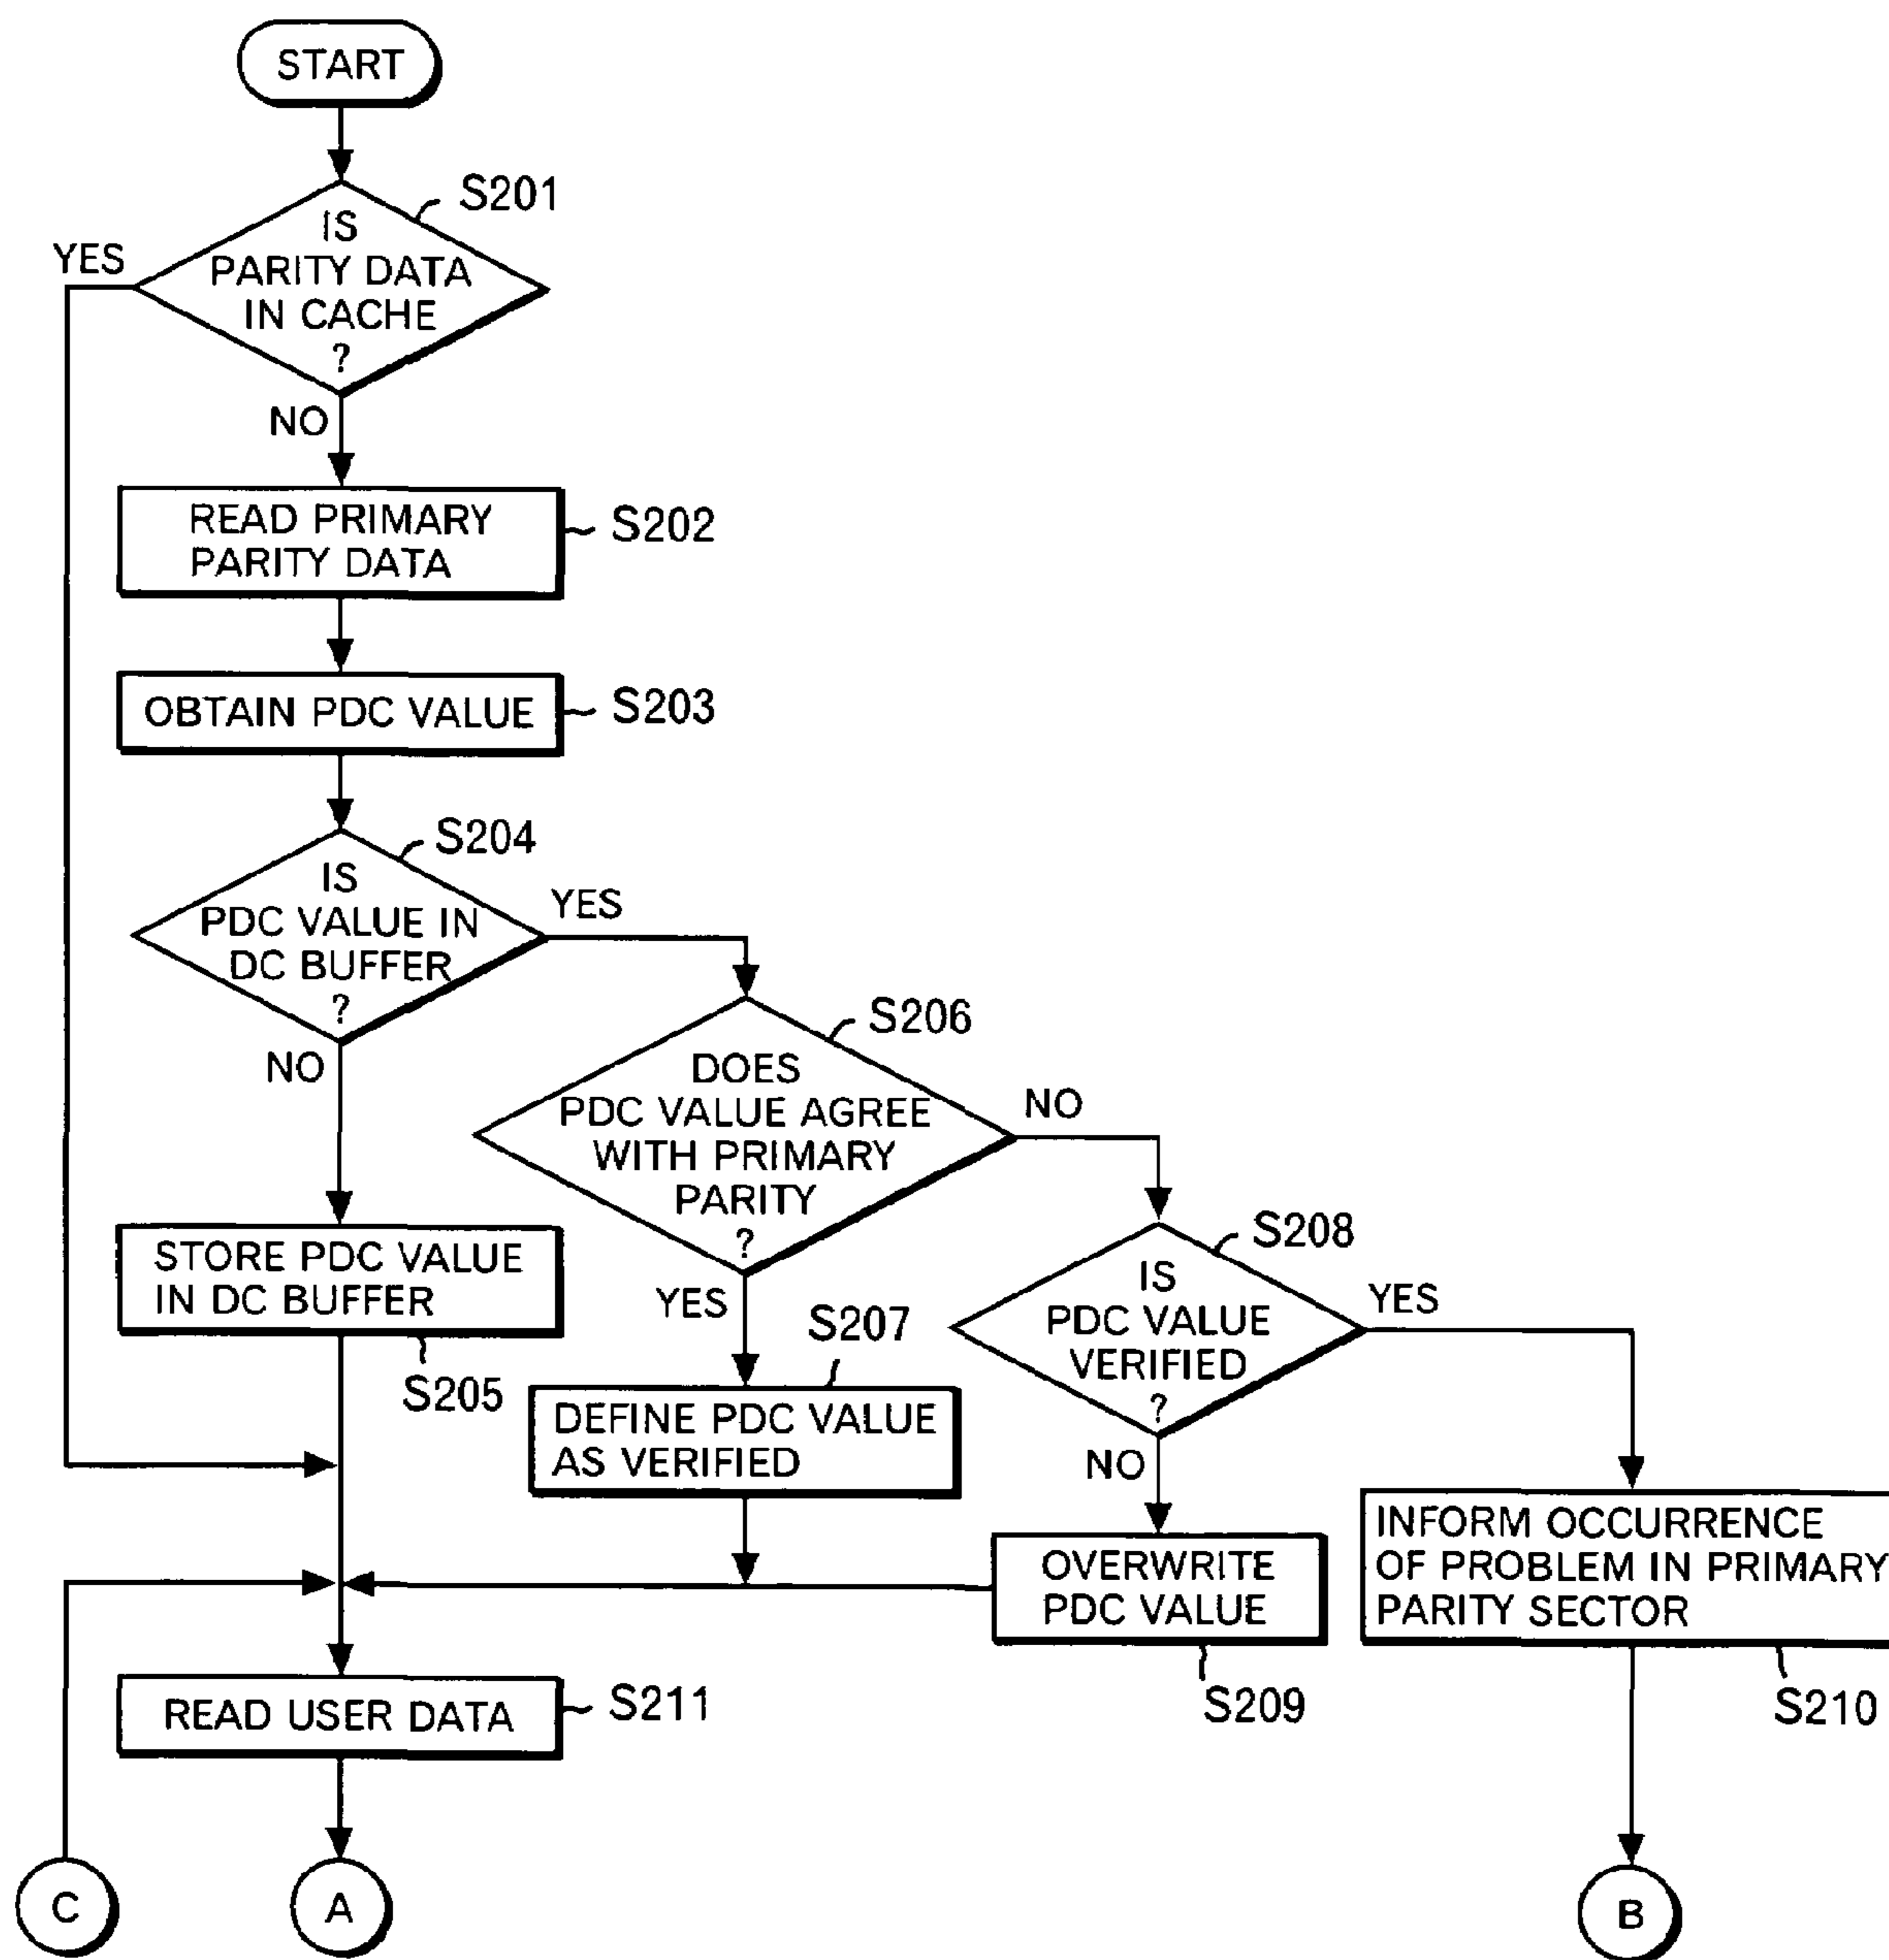 START
S201
IS
PARITY DATA
IN CACHE
?
YES
NO
READ PRIMARY
PARITY DATA
S202
OBTAIN PDC VALUE
S203
S204
IS
PDC VALUE IN
DC BUFFER
?
YES
NO
S206
DOES
PDC VALUE AGREE
WITH PRIMARY
PARITY
?
NO
YES
STORE PDC VALUE
IN DC BUFFER
S205
S207
DEFINE PDC VALUE
AS VERIFIED
S208
IS
PDC VALUE
VERIFIED
?
YES
NO
OVERWRITE
PDC VALUE
S209
INFORM OCCURRENCE
OF PROBLEM IN PRIMARY
PARITY SECTOR
S210
READ USER DATA
S211
C
A
B